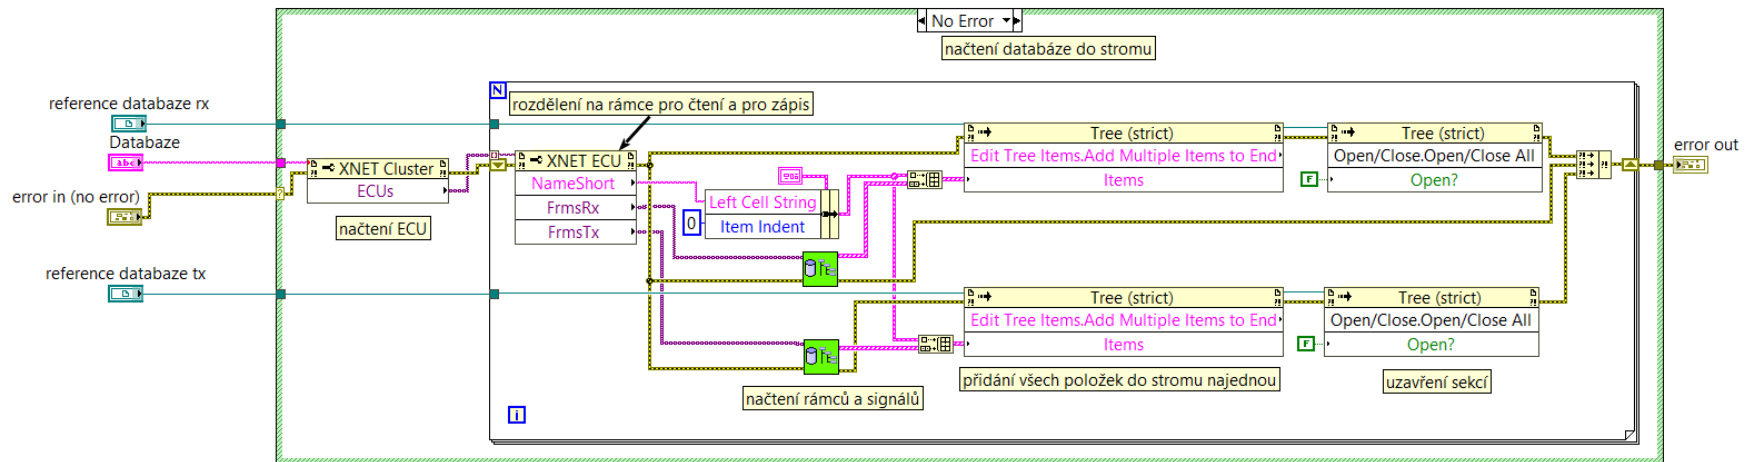 No Error
načtení databáze do stromu
N
rozdělení na rámce pro čtení a pro zápis
reference databaze rx
Databaze
abc
error in (no error)
reference databaze tx
XNET Cluster
ECUs
načtení ECU
XNET ECU
NameShort
FrmsRx
FrmsTx
Left Cell String
0
Item Indent
Tree (strict)
Edit Tree Items.Add Multiple Items to End
Items
Tree (strict)
Open/Close.Open/Close All
F
Open?
error out
Tree (strict)
Edit Tree Items.Add Multiple Items to End
Items
Tree (strict)
Open/Close.Open/Close All
F
Open?
načtení rámců a signálů
přidání všech položek do stromu najednou
uzavření sekcí
i